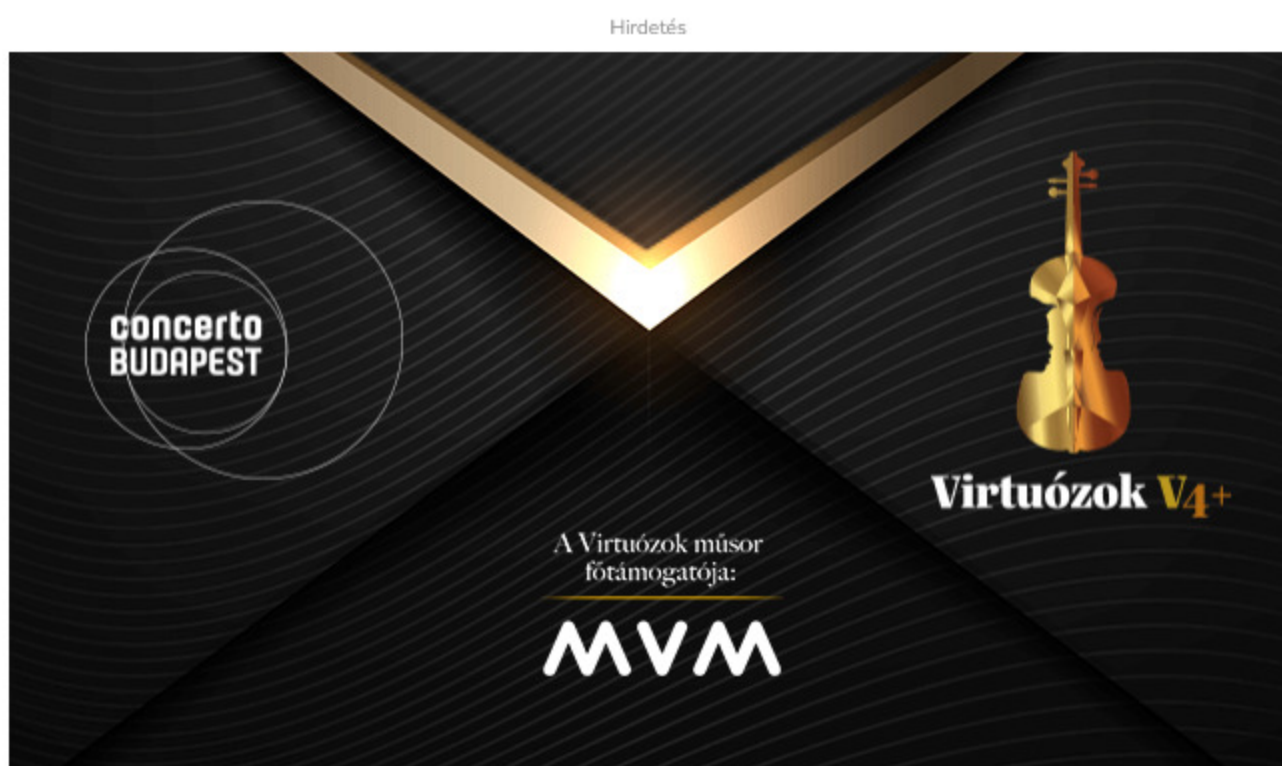 Hirdetés
concerto
BUDAPEST
Virtuózok V4+
A Virtuózok műsor
főtámogatója:
MVM